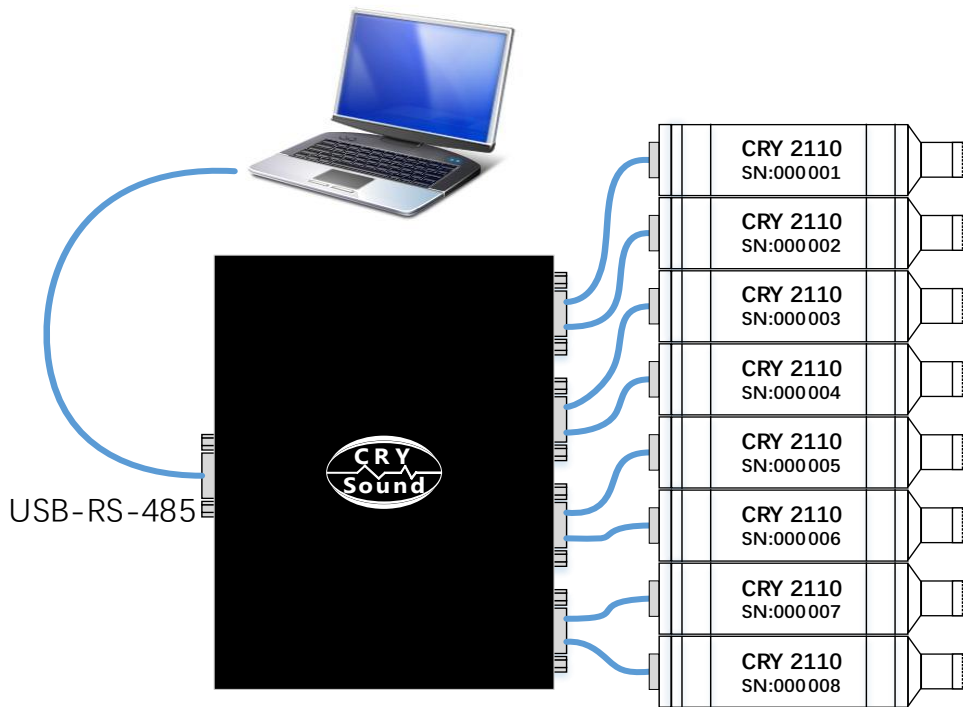 CRY 2110
SN:000001
CRY 2110
SN:000002
CRY 2110
SN:000003
CRY 2110
SN:000004
CRY 2110
SN:000005
CRY 2110
SN:000006
CRY 2110
SN:000007
CRY 2110
SN:000008
CRY
Sound
USB-RS-485